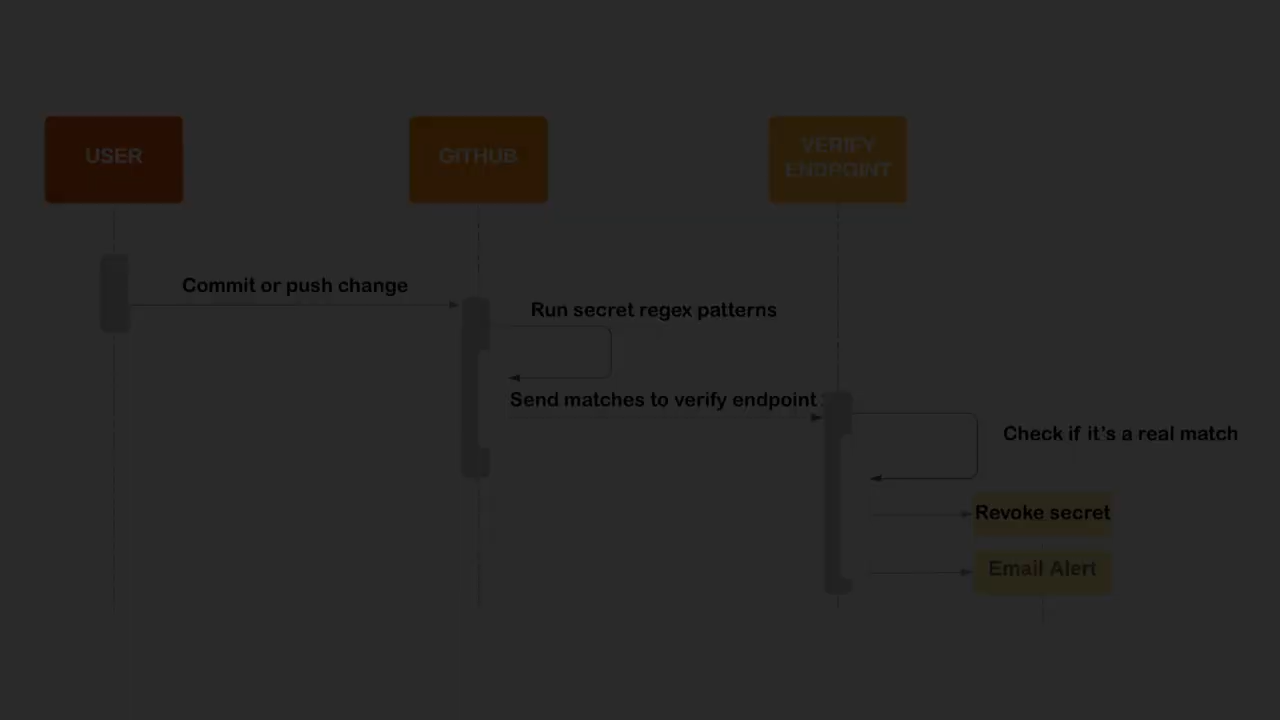 USER
GITHUB
VERIFY
ENDPOINT
Commit or push change
Run secret regex patterns
Send matches to verify endpoint
Check if it's a real match
Revoke secret
Email Alert